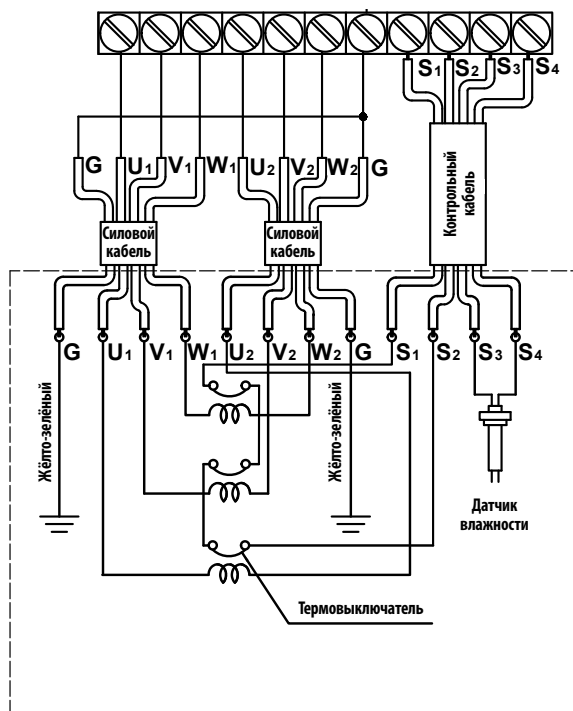 S1 S2 S3 S4
G U1 V1 W1 U2 V2 W2 G
Контрольный
кабель
Силовой
кабель
Силовой
кабель
G U1 V1 W1 U2 V2 W2 G S1 S2 S3 S4
Жёлто-зелёный
Жёлто-зелёный
Датчик
влажности
Термовыключатель